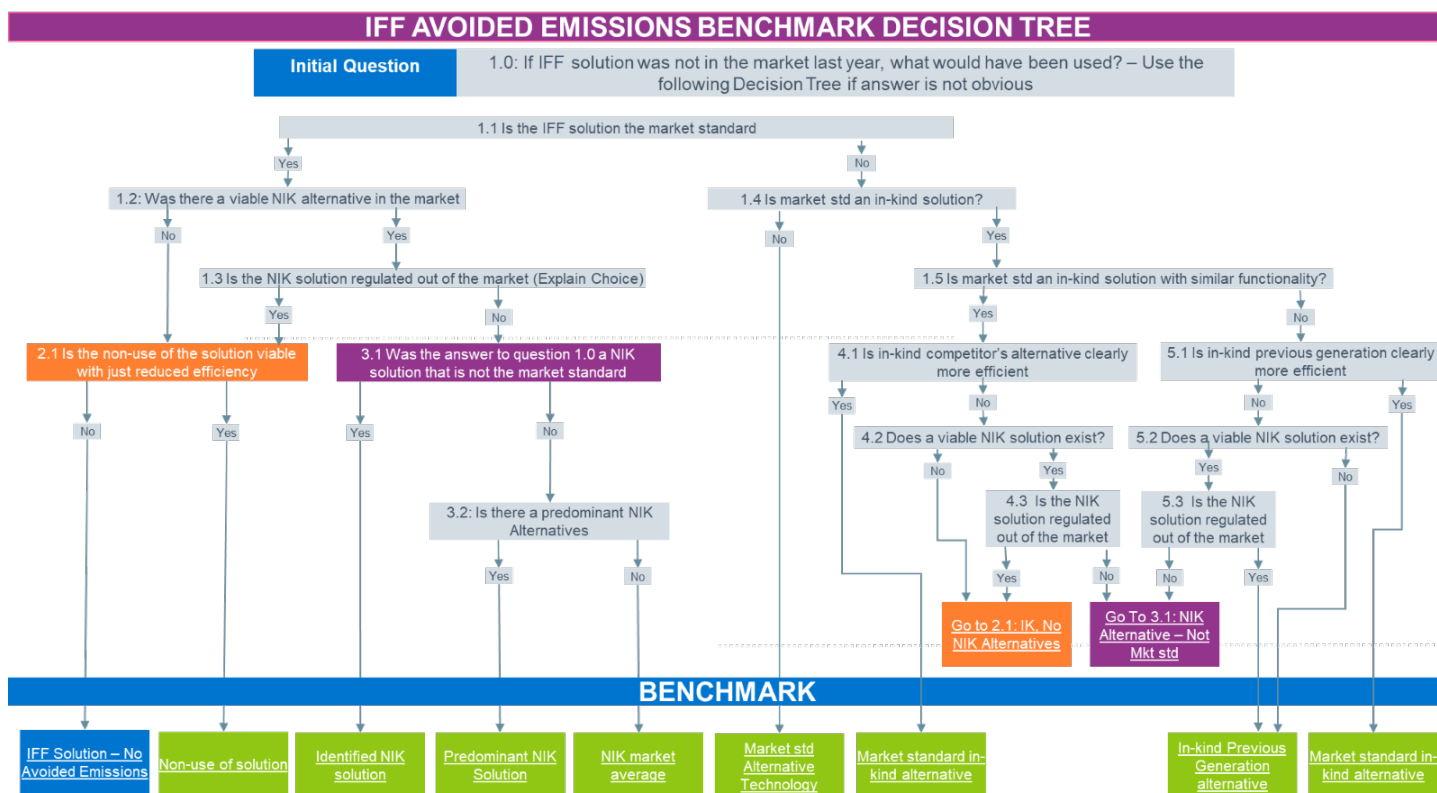 IFF AVOIDED EMISSIONS BENCHMARK DECISION TREE
Initial Question
1.0: If IFF solution was not in the market last year, what would have been used? – Use the
following Decision Tree if answer is not obvious
1.1 Is the IFF solution the market standard
Yes
No
1.2: Was there a viable NIK alternative in the market
1.4 Is market std an in-kind solution?
No
Yes
No
Yes
1.3 Is the NIK solution regulated out of the market (Explain Choice)
1.5 Is market std an in-kind solution with similar functionality?
Yes
No
Yes
No
2.1 Is the non-use of the solution viable
with just reduced efficiency
3.1 Was the answer to question 1.0 a NIK
solution that is not the market standard
4.1 Is in-kind competitor's alternative clearly
more efficient
5.1 Is in-kind previous generation clearly
more efficient
No
Yes
Yes
No
Yes
No
No
Yes
4.2 Does a viable NIK solution exist?
5.2 Does a viable NIK solution exist?
No
Yes
Yes
No
3.2: Is there a predominant NIK
Alternatives
4.3 Is the NIK
solution regulated
out of the market
5.3 Is the NIK
solution regulated
out of the market
Yes
No
Yes
No
No
Yes
Go to 2.1: IK, No
NIK Alternatives
Go To 3.1: NIK
Alternative – Not
Mkt std
BENCHMARK
IFF Solution – No
Avoided Emissions
Non-use of solution
Identified NIK
solution
Predominant NIK
Solution
NIK market
average
Market std
Alternative
Technology
Market standard in-
kind alternative
In-kind Previous
Generation
alternative
Market standard in-
kind alternative